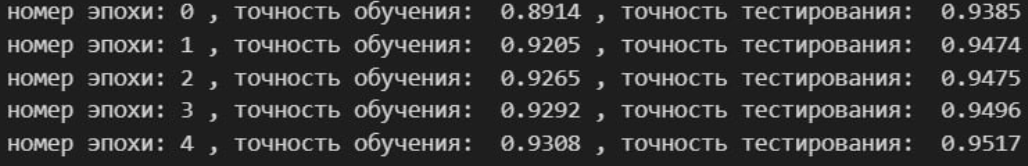 номер эпохи: 0 , точность обучения:  0.8914 , точность тестирования:  0.9385
номер эпохи: 1 , точность обучения:  0.9205 , точность тестирования:  0.9474
номер эпохи: 2 , точность обучения:  0.9265 , точность тестирования:  0.9475
номер эпохи: 3 , точность обучения:  0.9292 , точность тестирования:  0.9496
номер эпохи: 4 , точность обучения:  0.9308 , точность тестирования:  0.9517